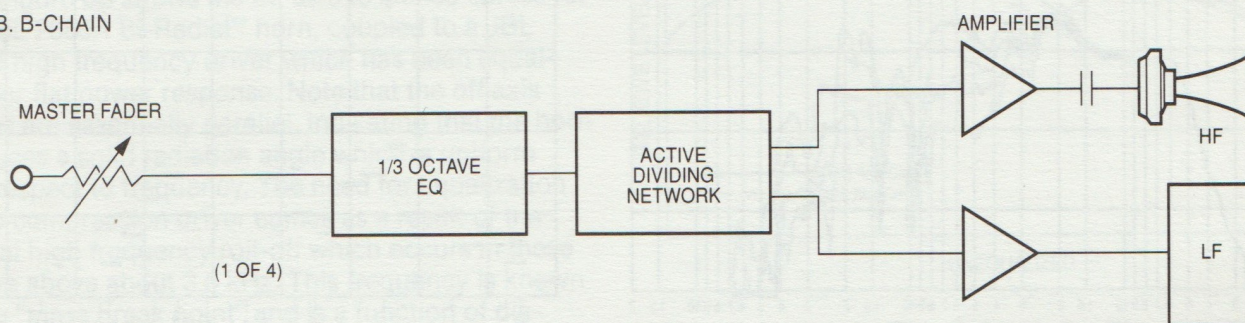 B. B-CHAIN
AMPLIFIER
MASTER FADER
1/3 OCTAVE
EQ
ACTIVE
DIVIDING
NETWORK
HF
LF
(1 OF 4)